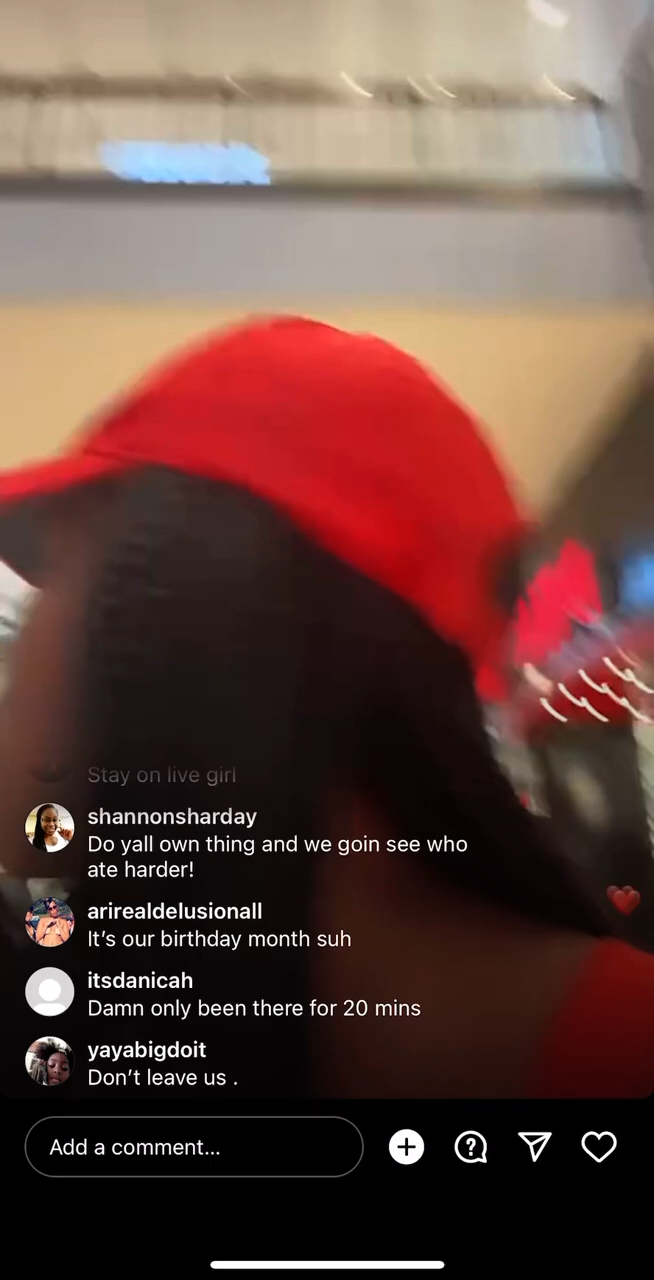 Stay on live girl
shannonsharday
Do yall own thing and we goin see who
ate harder!
arirealdelusionall
It’s our birthday month suh
itsdanicah
Damn only been there for 20 mins
yayabigdoit
Don’t leave us .
Add a comment...